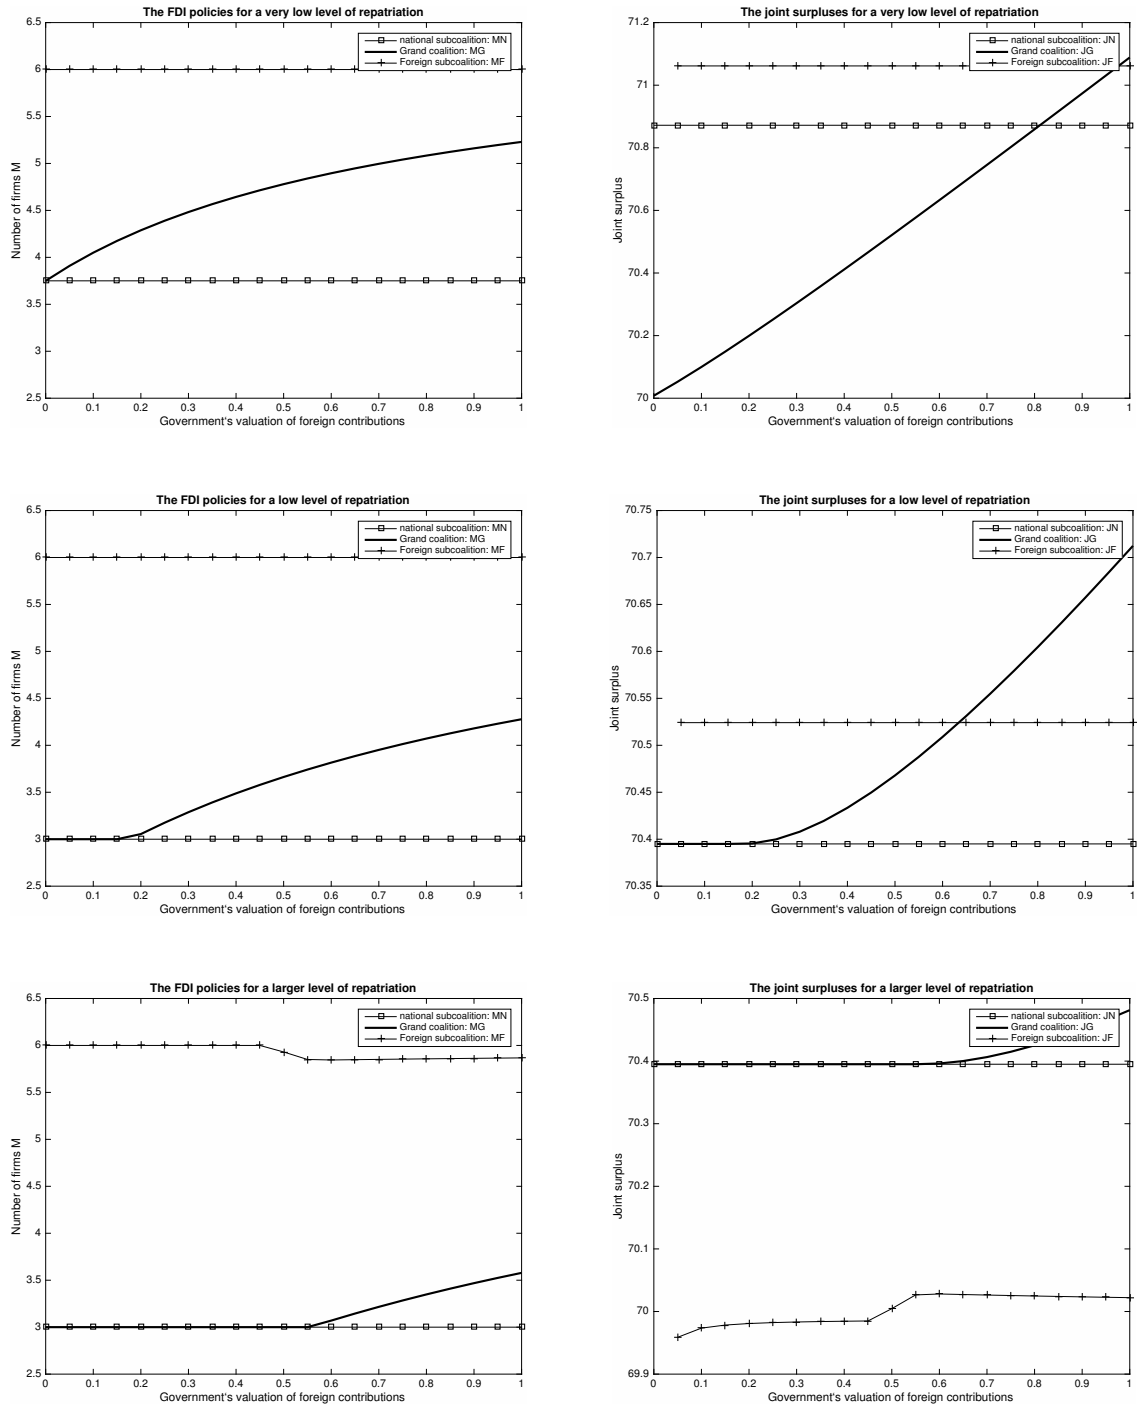 The FDI policies for a very low level of repatriation
6.5
6
5.5
5
4.5
4
3.5
3
2.5
Number of firms M
national subcoalition: MN
Grand coalition: MG
Foreign subcoalition: MF
0 0.1 0.2 0.3 0.4 0.5 0.6 0.7 0.8 0.9 1
Government's valuation of foreign contributions
The joint surpluses for a very low level of repatriation
71.2
71
70.8
70.6
70.4
70.2
70
Joint surplus
national subcoalition: JN
Grand coalition: JG
Foreign subcoalition: JF
0 0.1 0.2 0.3 0.4 0.5 0.6 0.7 0.8 0.9 1
Government's valuation of foreign contributions
The FDI policies for a low level of repatriation
6.5
6
5.5
5
4.5
4
3.5
3
2.5
Number of firms M
national subcoalition: MN
Grand coalition: MG
Foreign subcoalition: MF
0 0.1 0.2 0.3 0.4 0.5 0.6 0.7 0.8 0.9 1
Government's valuation of foreign contributions
The joint surpluses for a low level of repatriation
70.75
70.7
70.65
70.6
70.55
70.5
70.45
70.4
70.35
Joint surplus
national subcoalition: JN
Grand coalition: JG
Foreign subcoalition: JF
0 0.1 0.2 0.3 0.4 0.5 0.6 0.7 0.8 0.9 1
Government's valuation of foreign contributions
The FDI policies for a larger level of repatriation
6.5
6
5.5
5
4.5
4
3.5
3
2.5
Number of firms M
national subcoalition: MN
Grand coalition: MG
Foreign subcoalition: MF
0 0.1 0.2 0.3 0.4 0.5 0.6 0.7 0.8 0.9 1
Government's valuation of foreign contributions
The joint surpluses for a larger level of repatriation
70.5
70.4
70.3
70.2
70.1
70
69.9
Joint surplus
national subcoalition: JN
Grand coalition: JG
Foreign subcoalition: JF
0 0.1 0.2 0.3 0.4 0.5 0.6 0.7 0.8 0.9 1
Government's valuation of foreign contributions